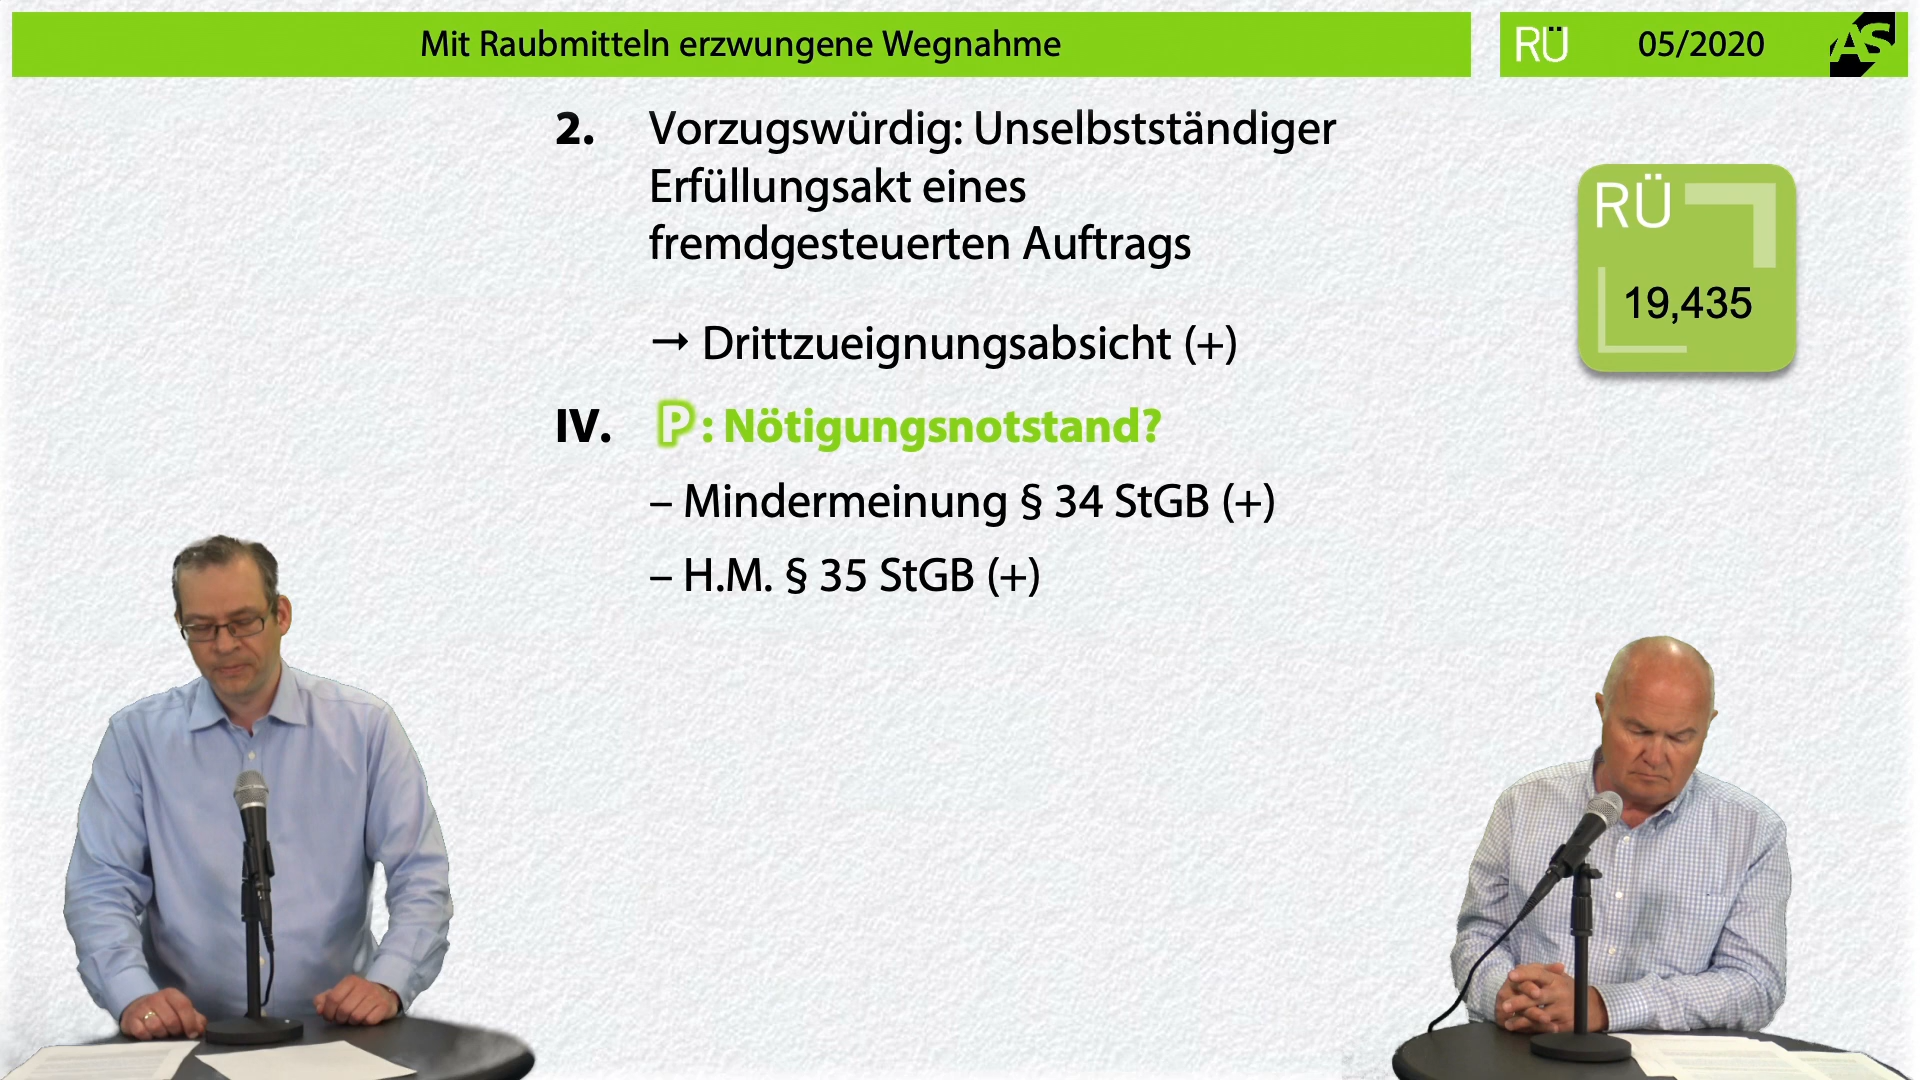 Mit Raubmitteln erzwungene Wegnahme
RÜ 05/2020 AS
2. Vorzugswürdig: Unselbstständiger
Erfüllungsakt eines
fremdgesteuerten Auftrags
→ Drittzueignungsabsicht (+)
RÜ
19,435
IV. P: Nötigungsnotstand?
– Mindermeinung § 34 StGB (+)
– H.M. § 35 StGB (+)